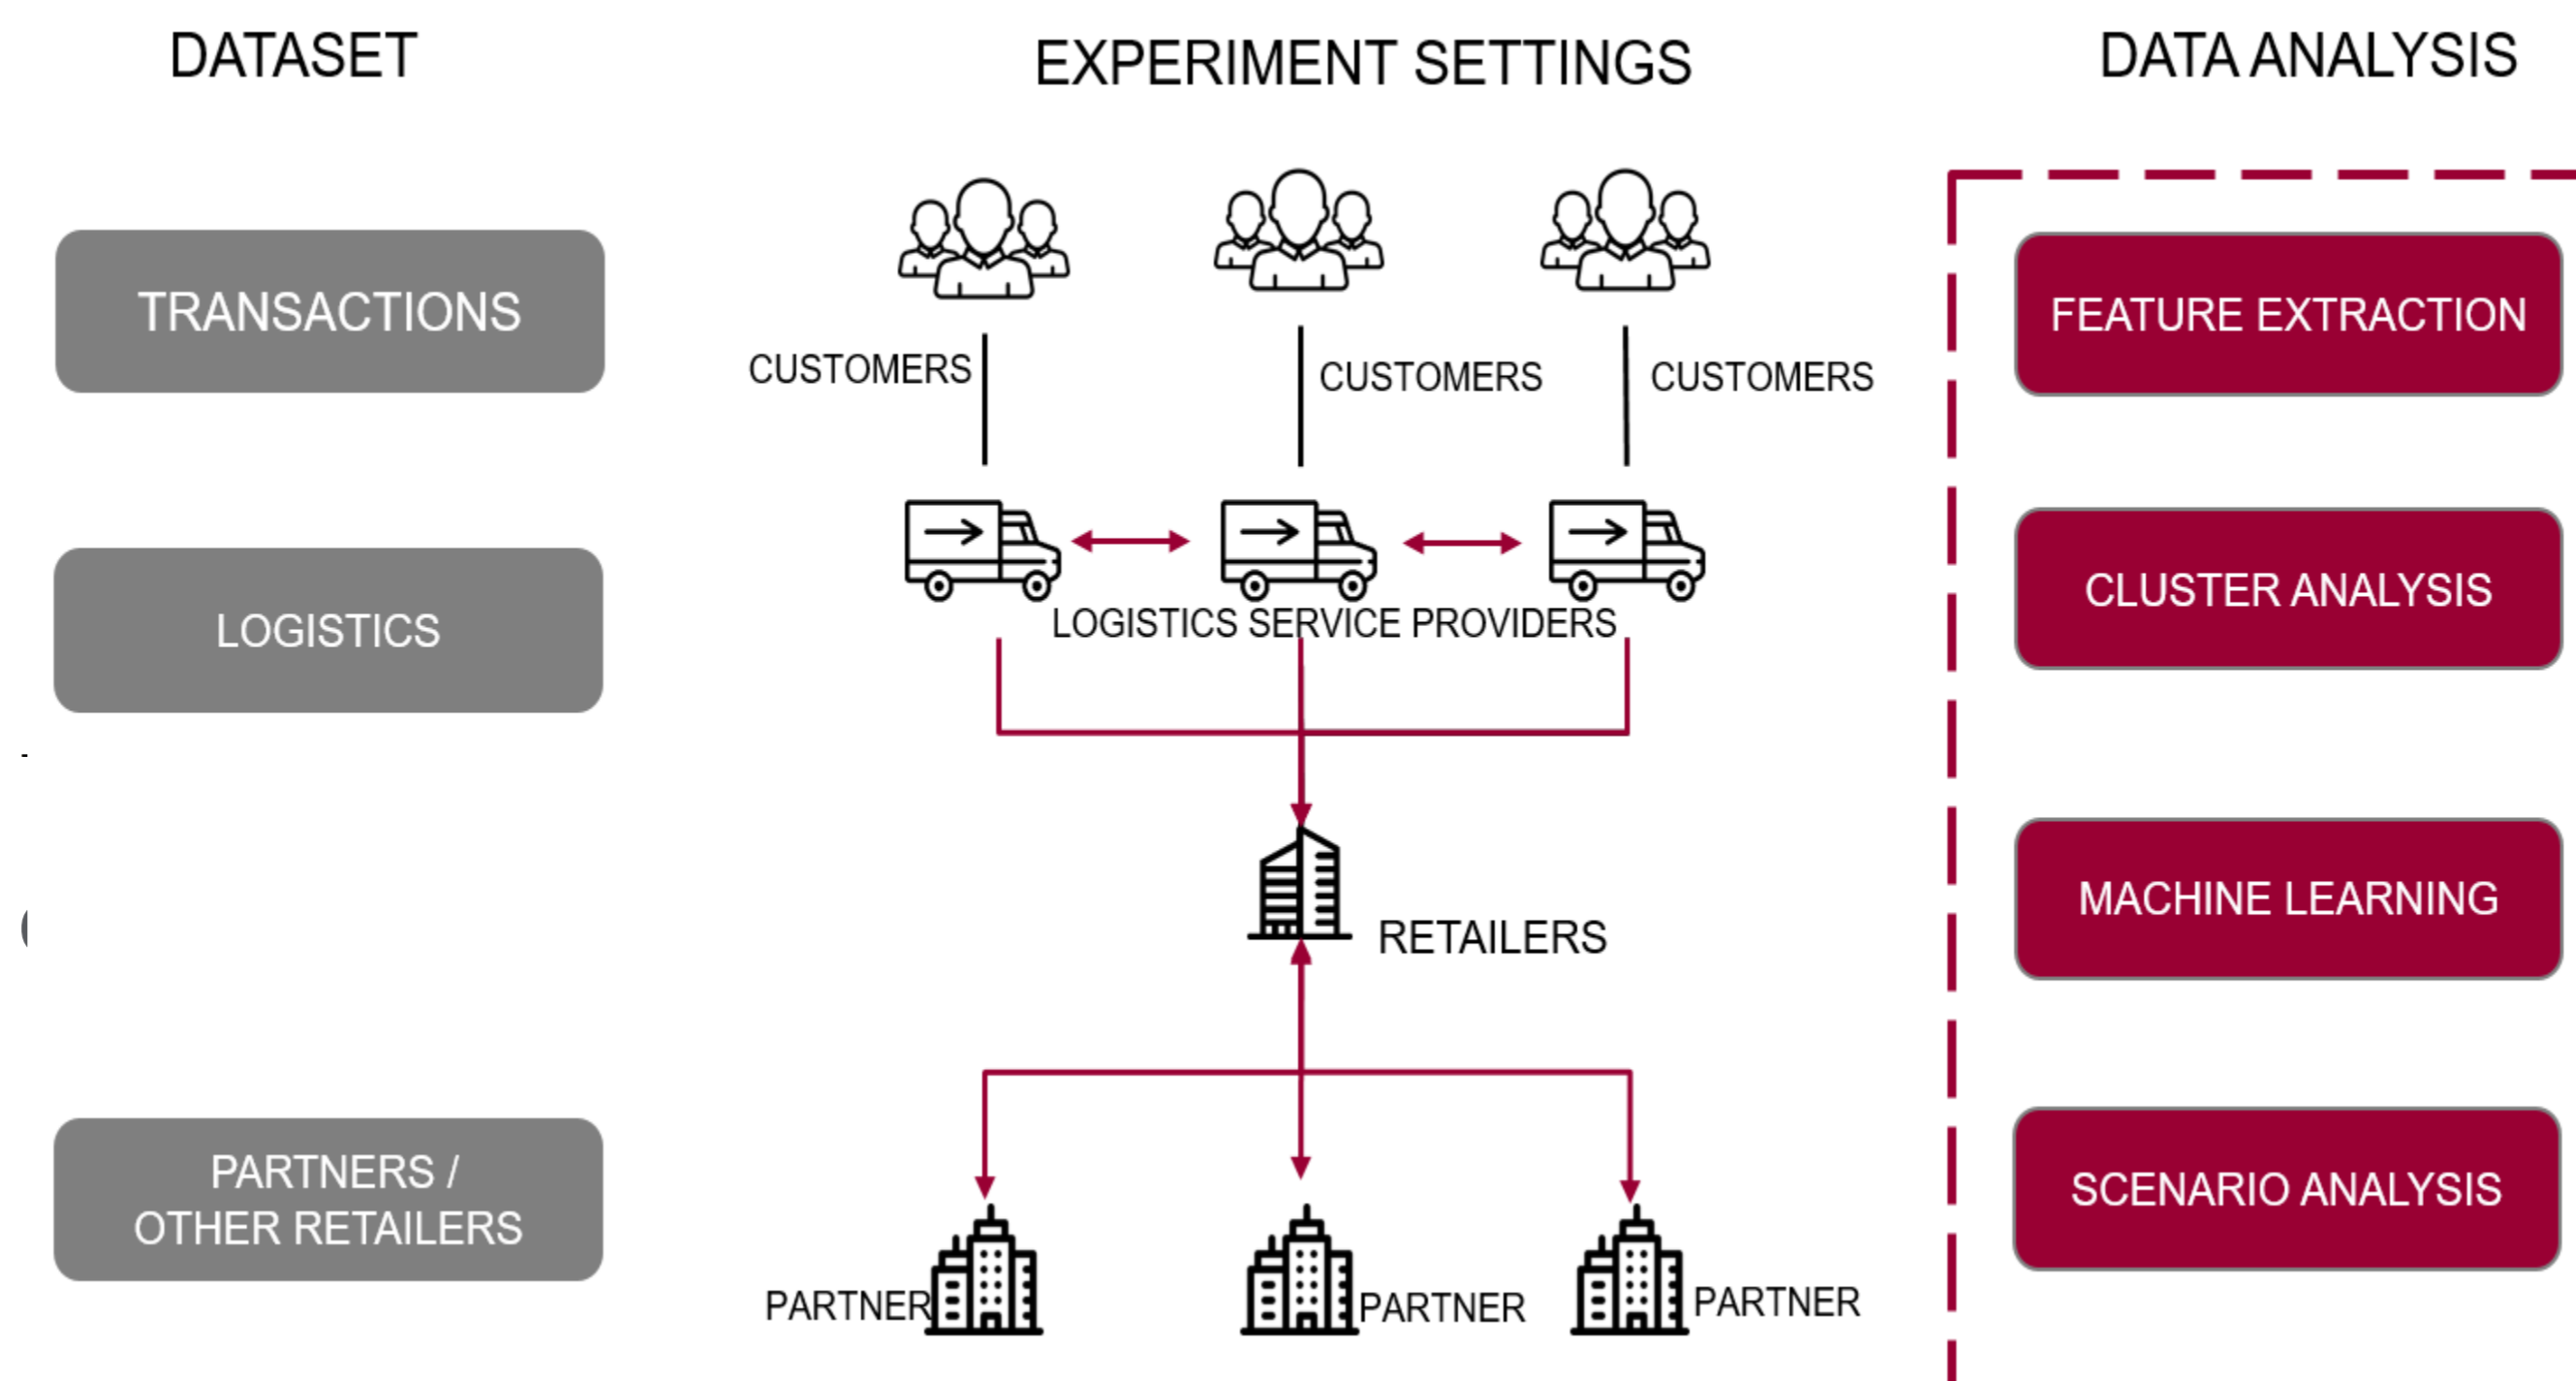 DATASET
EXPERIMENT SETTINGS
DATA ANALYSIS
TRANSACTIONS
LOGISTICS
PARTNERS /
OTHER RETAILERS
CUSTOMERS
CUSTOMERS
CUSTOMERS
LOGISTICS SERVICE PROVIDERS
RETAILERS
PARTNER
PARTNER
PARTNER
FEATURE EXTRACTION
CLUSTER ANALYSIS
MACHINE LEARNING
SCENARIO ANALYSIS